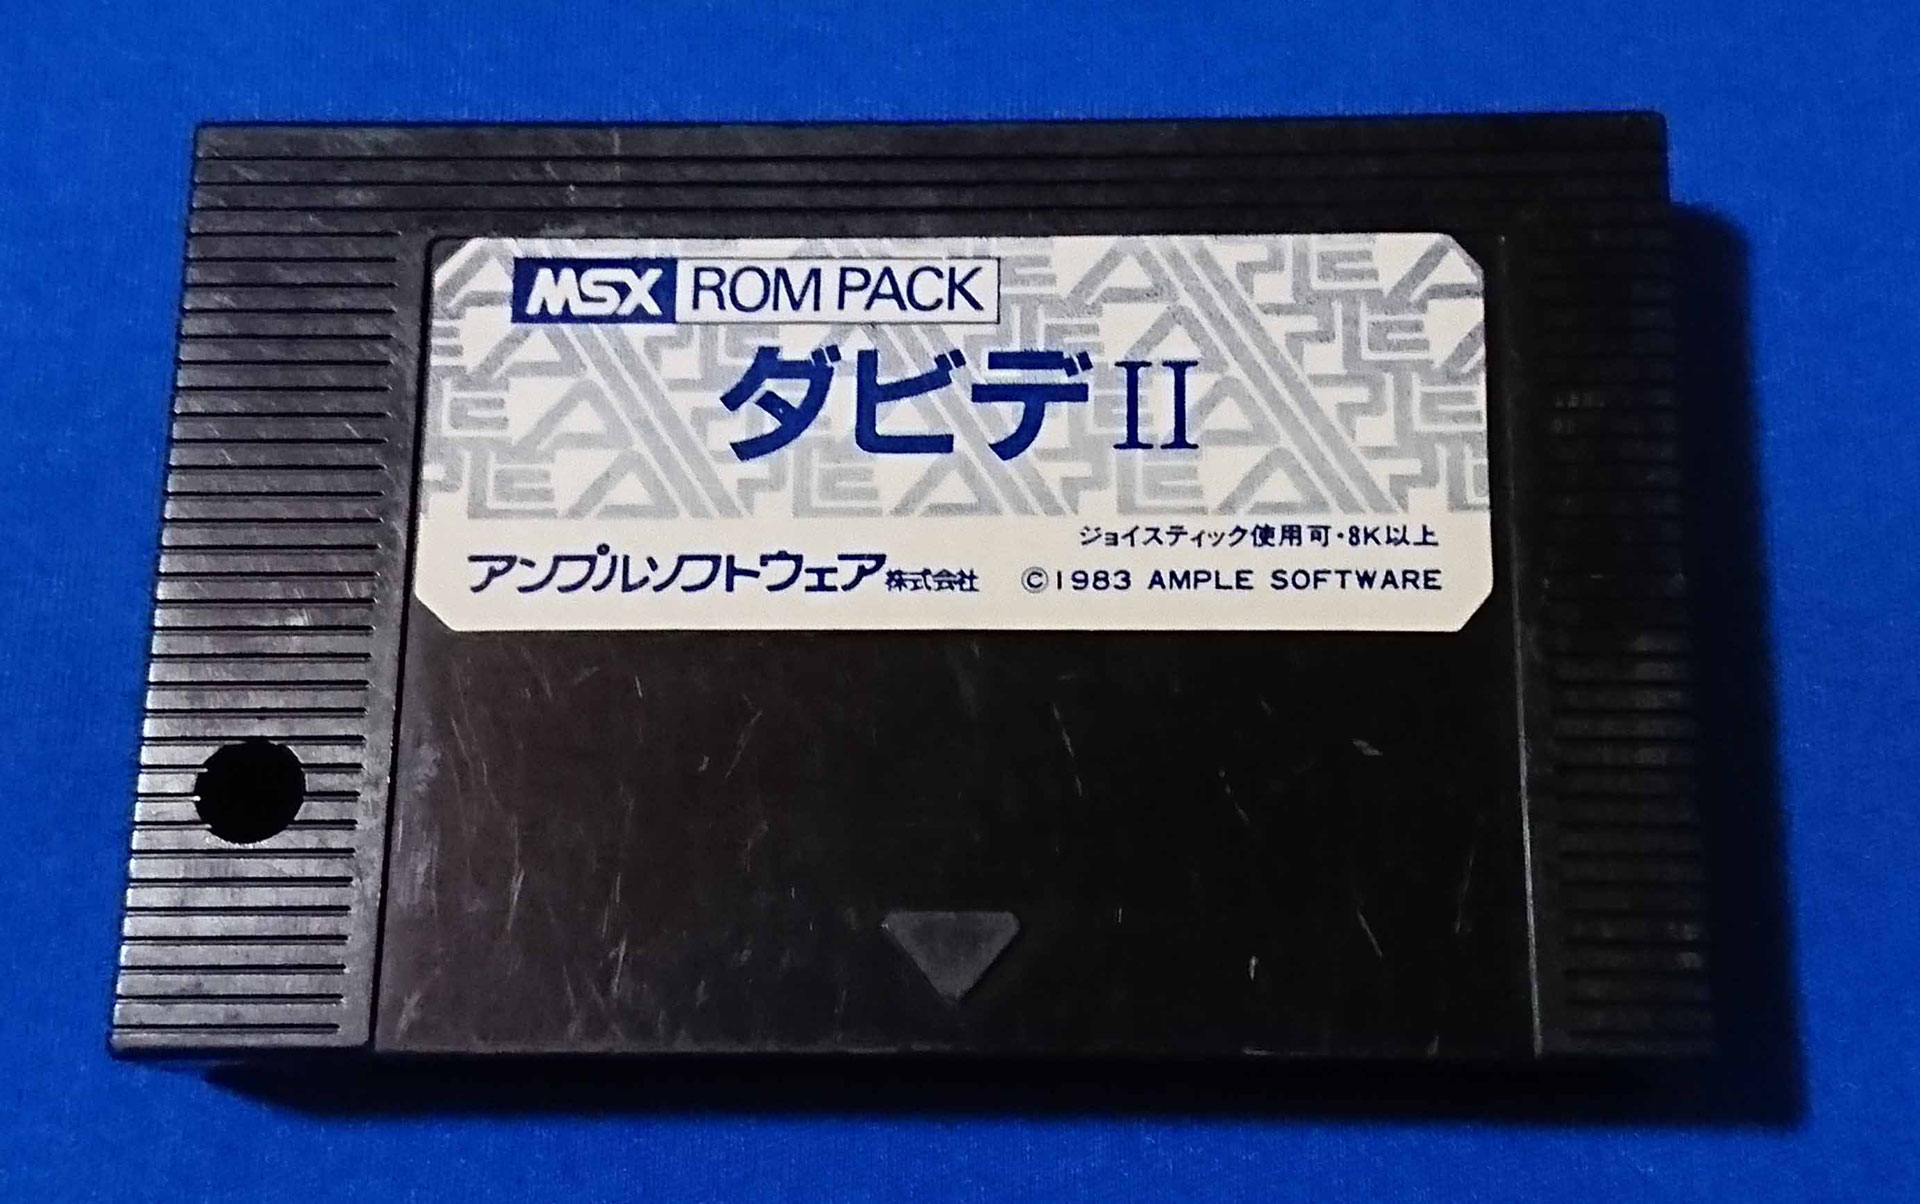 MSX ROM PACK
ダビデII
ジョイスティック使用可・8K以上
アンプルソフトウェア株式会社 ©1983 AMPLE SOFTWARE